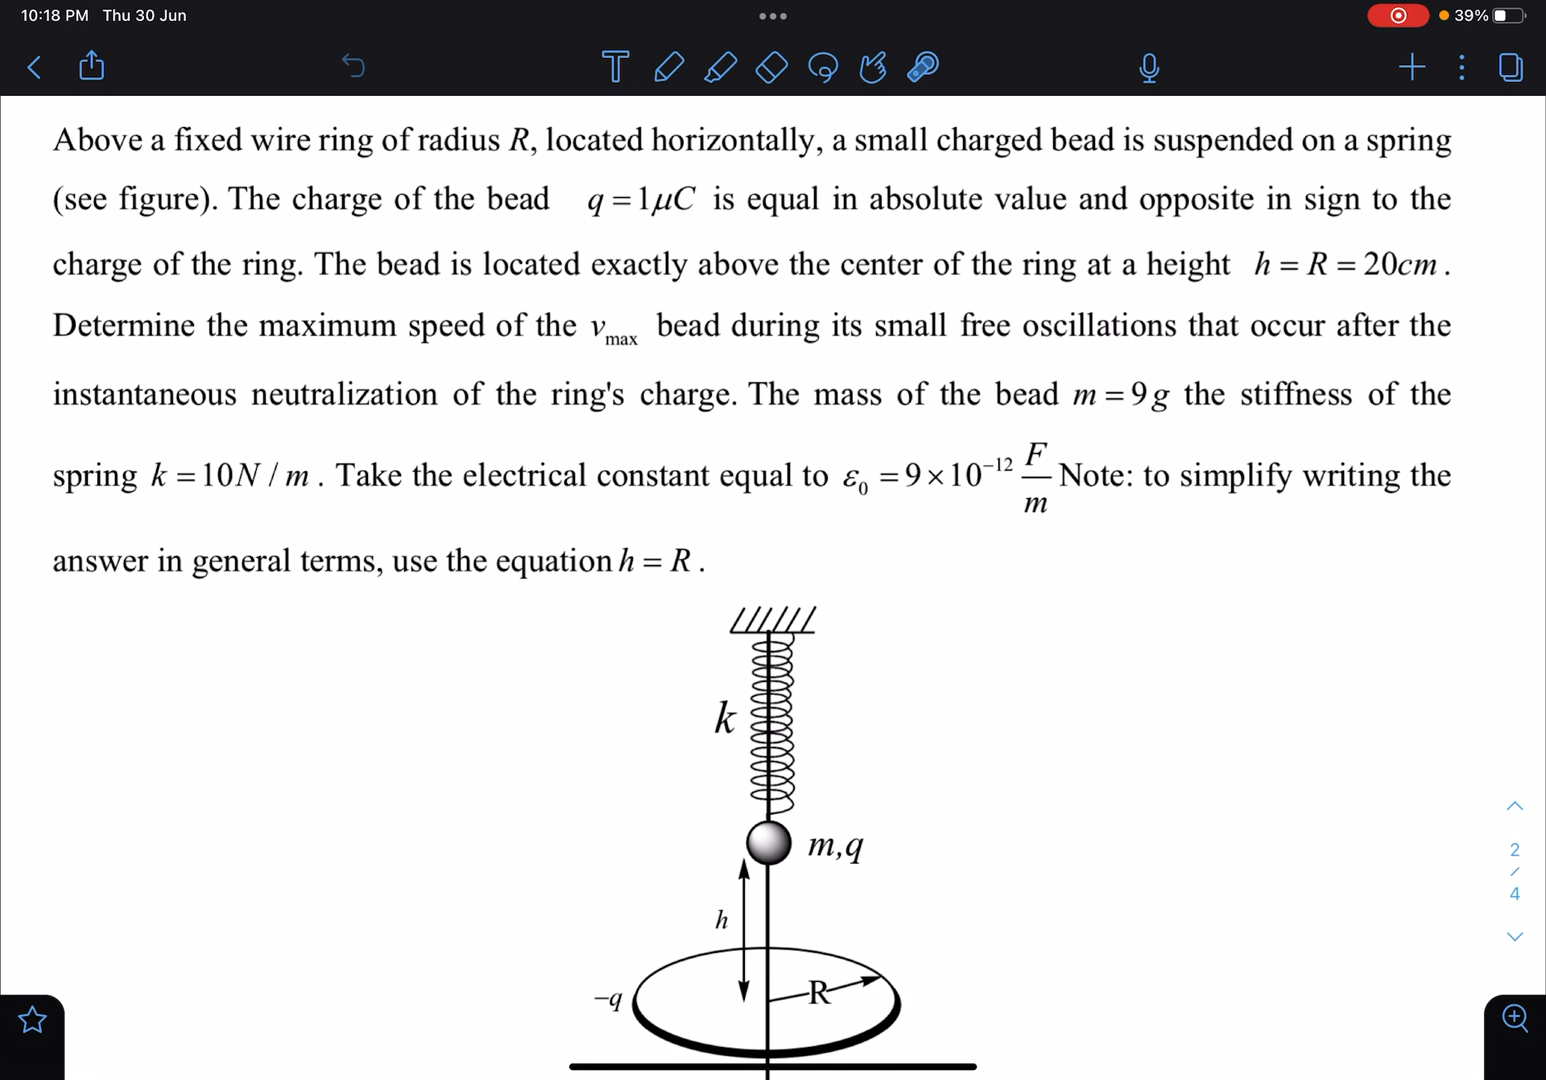 10:18 PM Thu 30 Jun
39%
Above a fixed wire ring of radius R, located horizontally, a small charged bead is suspended on a spring
(see figure). The charge of the bead q = 1μC is equal in absolute value and opposite in sign to the
charge of the ring. The bead is located exactly above the center of the ring at a height h = R = 20cm.
Determine the maximum speed of the v_max bead during its small free oscillations that occur after the
instantaneous neutralization of the ring's charge. The mass of the bead m = 9g the stiffness of the
spring k = 10N / m. Take the electrical constant equal to ε₀ = 9×10⁻¹² F/m Note: to simplify writing the
answer in general terms, use the equation h = R.
k
m,q
h
R
−q
2
/
4